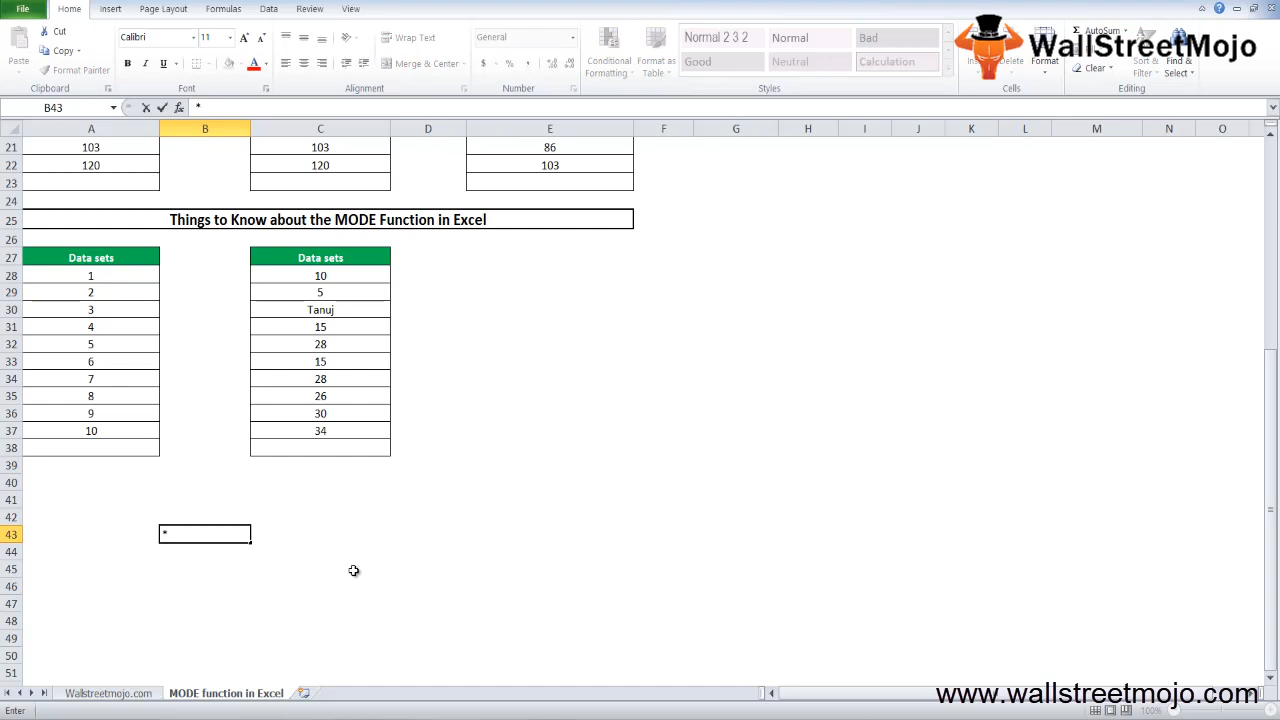 File Home Insert Page Layout Formulas Data Review View
WallStreetMojo
Paste Cut Copy Format Painter Clipboard
Calibri 11 B I U A Font
Wrap Text Merge & Center Alignment
General $ % Number
Conditional Formatting Format as Table
Normal 2 3 2 Normal Bad
Good Neutral Calculation
Styles
Format Cells
AutoSum Clear Sort & Filter Find & Select Editing
B43 fx *
A B C D E F G H I J K L M N O
21 103 103 86
22 120 120 103
23
24
25 Things to Know about the MODE Function in Excel
26
27 Data sets Data sets
28 1 10
29 2 5
30 3 Tanuj
31 4 15
32 5 28
33 6 15
34 7 28
35 8 26
36 9 30
37 10 34
38
39
40
41
42
43 *
44
45
46
47
48
49
50
51
Wallstreetmojo.com MODE function in Excel
www.wallstreetmojo.com
Enter 100%